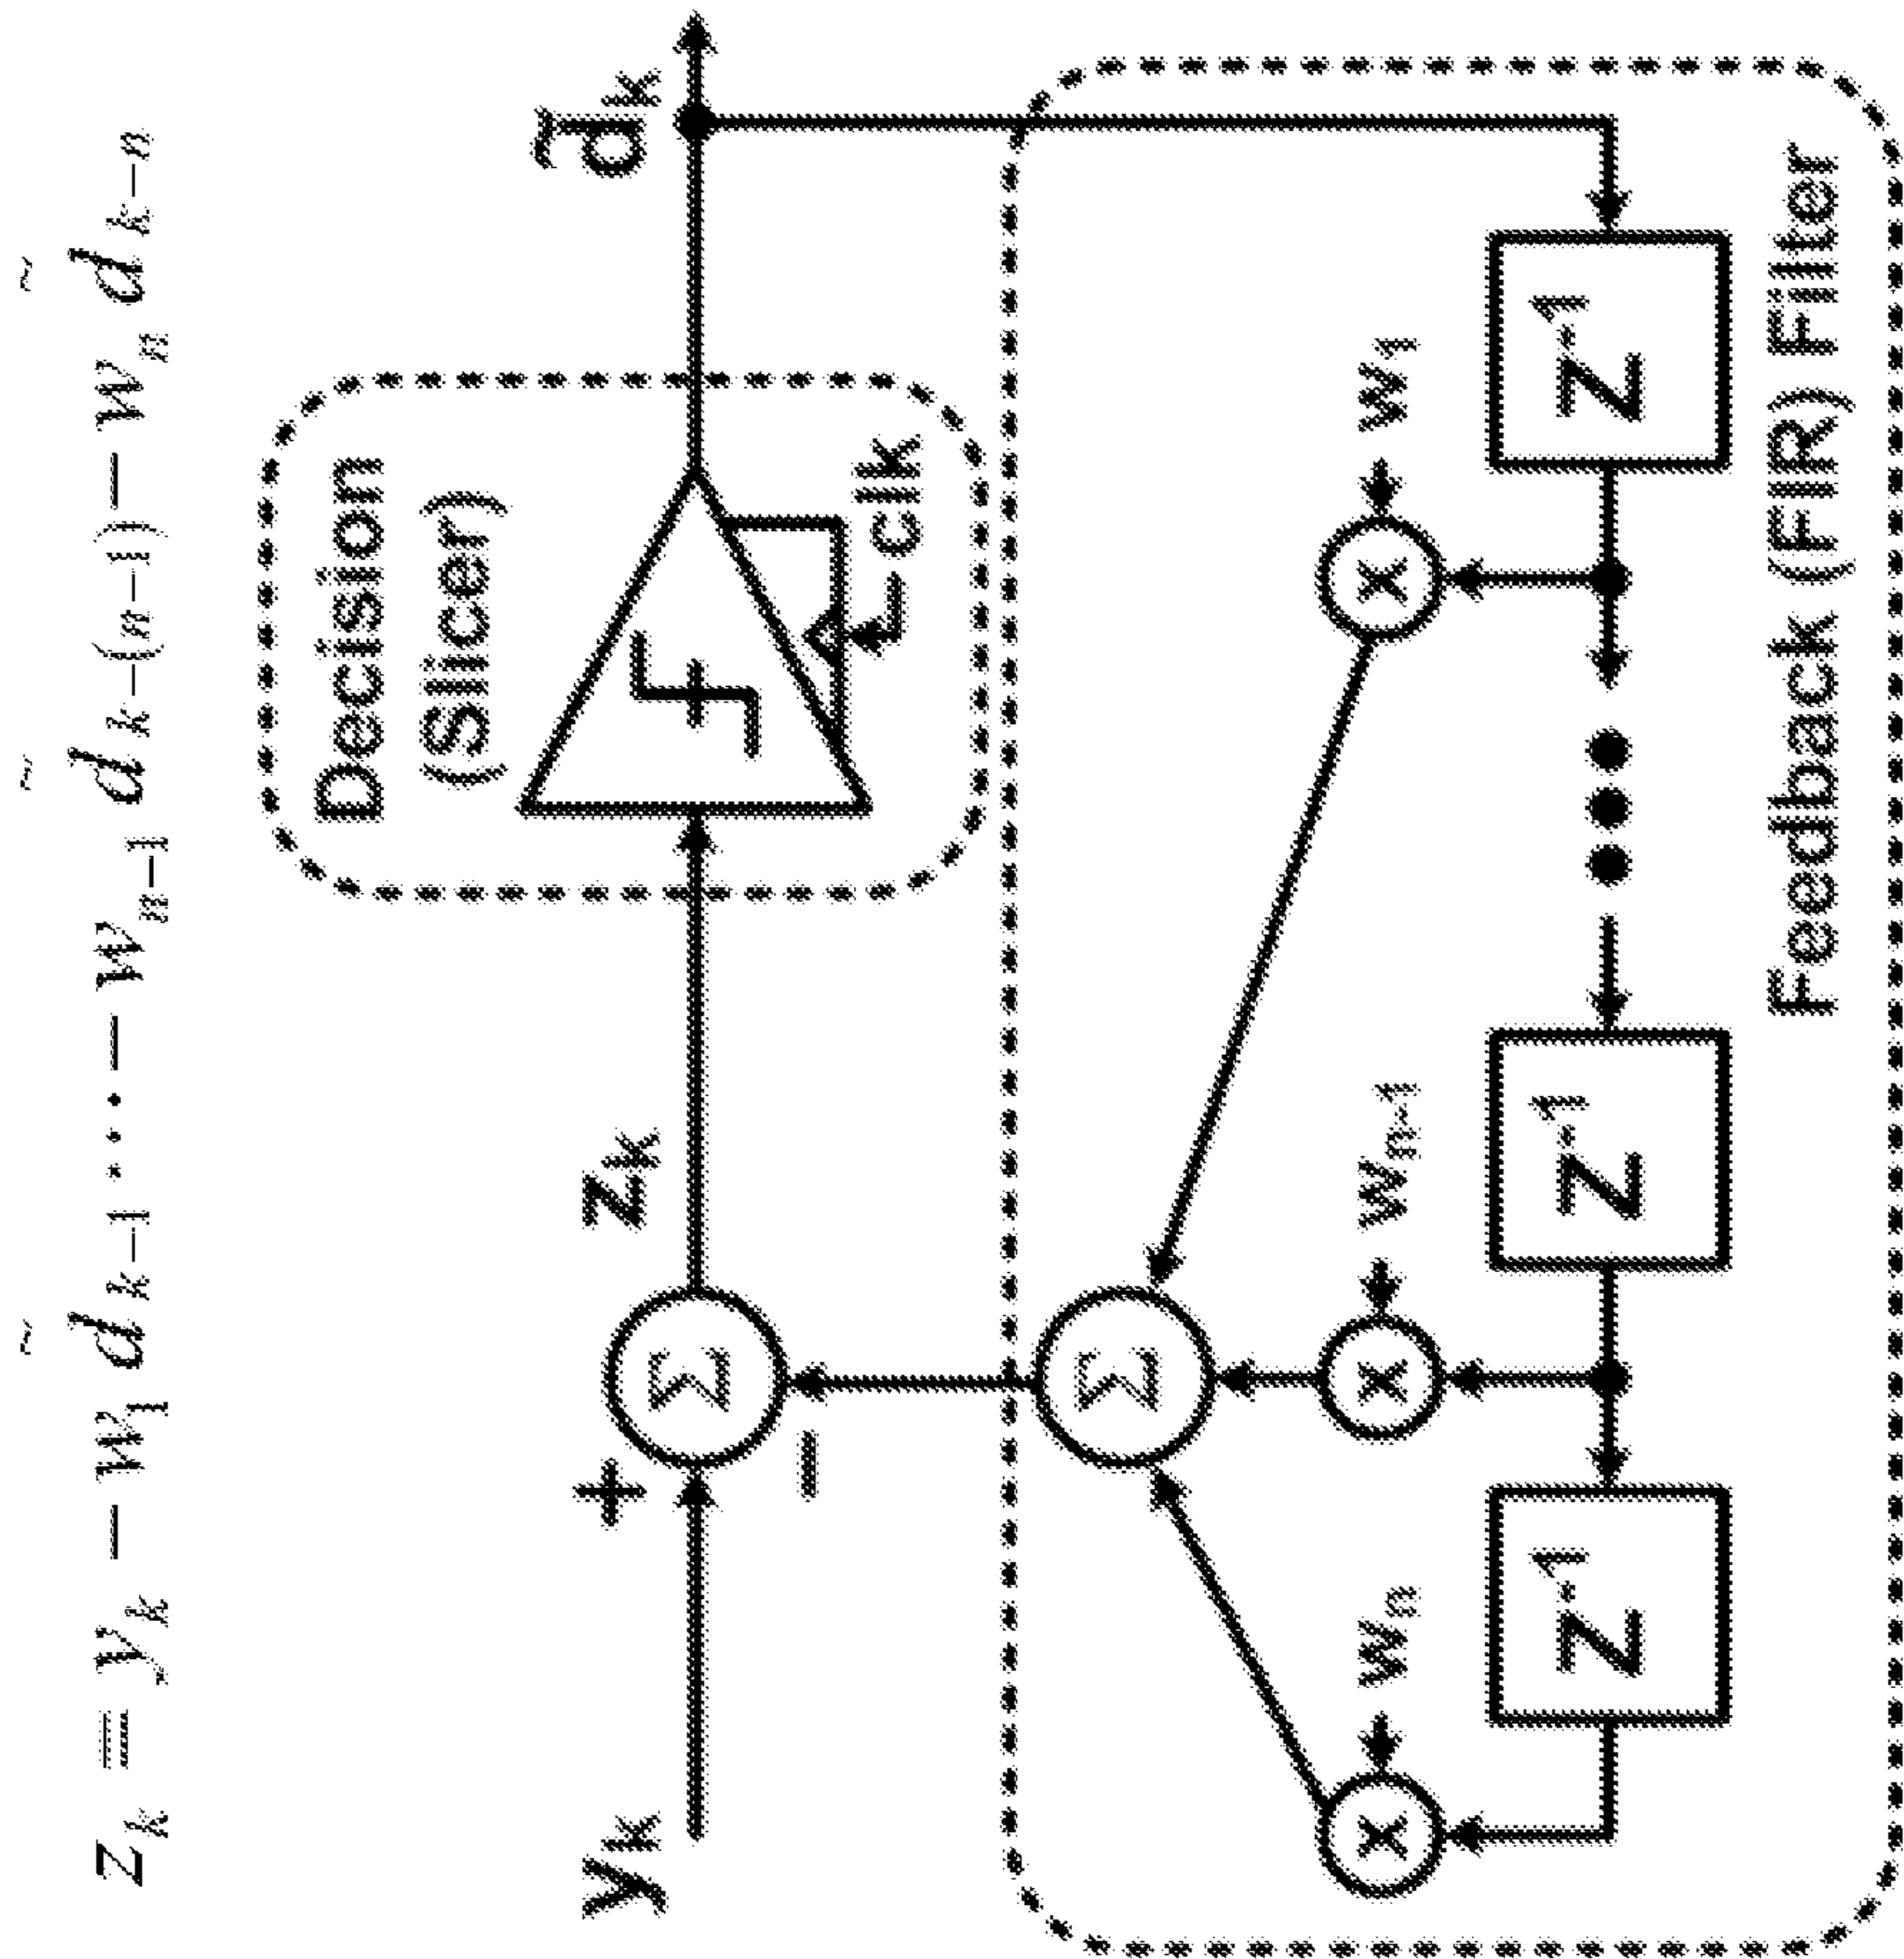 z_k = y_k − w_1 d̃_{k−1} ··· − w_{n−1} d̃_{k−(n−1)} − w_n d̃_{k−n}
Decision
(Slicer)
y_k
+
−
Σ
z_k
clk
d̃_k
Σ
w_n
w_{n-1}
w_1
x
x
x
z^{-1}
z^{-1}
z^{-1}
Feedback (FIR) Filter